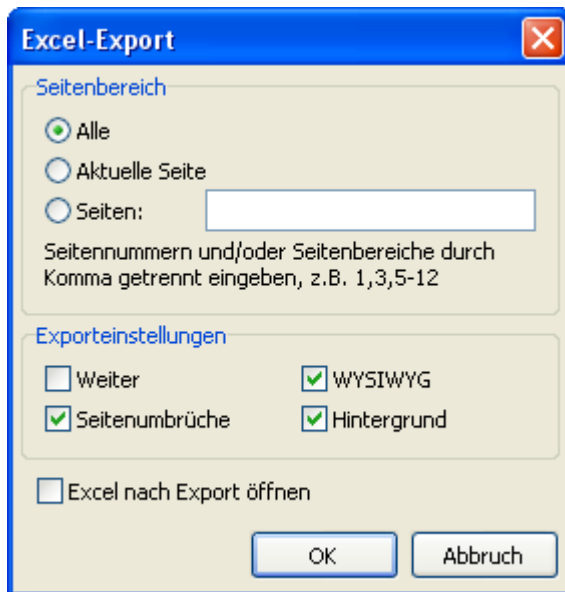 Excel-Export
Seitenbereich
Alle
Aktuelle Seite
Seiten:
Seitennummern und/oder Seitenbereiche durch
Komma getrennt eingeben, z.B. 1,3,5-12
Exporteinstellungen
Weiter
WYSIWYG
Seitenumbrüche
Hintergrund
Excel nach Export öffnen
OK
Abbruch